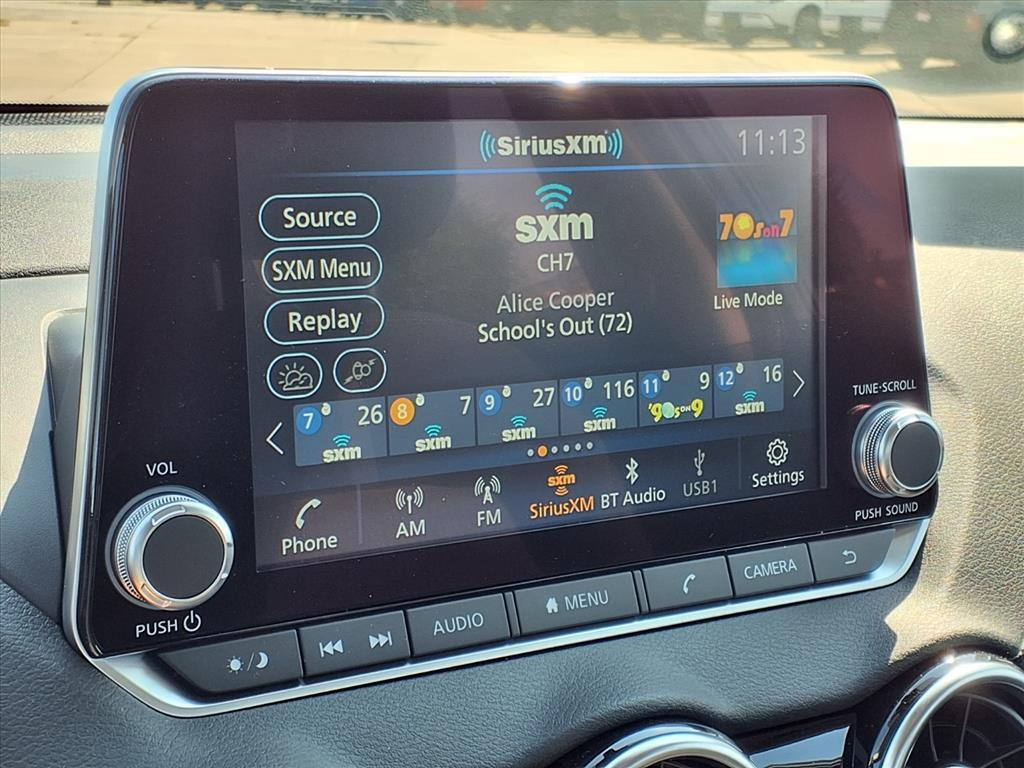 SiriusXM
11:13
Source
SXM Menu
Replay
sxm
CH7
Alice Cooper
School's Out (72)
70s on 7
Live Mode
7 26 sxm
8 7 sxm
9 27 sxm
10 116 sxm
11 9 '90s ON 9
12 16 sxm
Phone
AM
FM
sxm
SiriusXM
BT Audio
USB1
Settings
VOL
PUSH
TUNE·SCROLL
PUSH SOUND
AUDIO
MENU
CAMERA